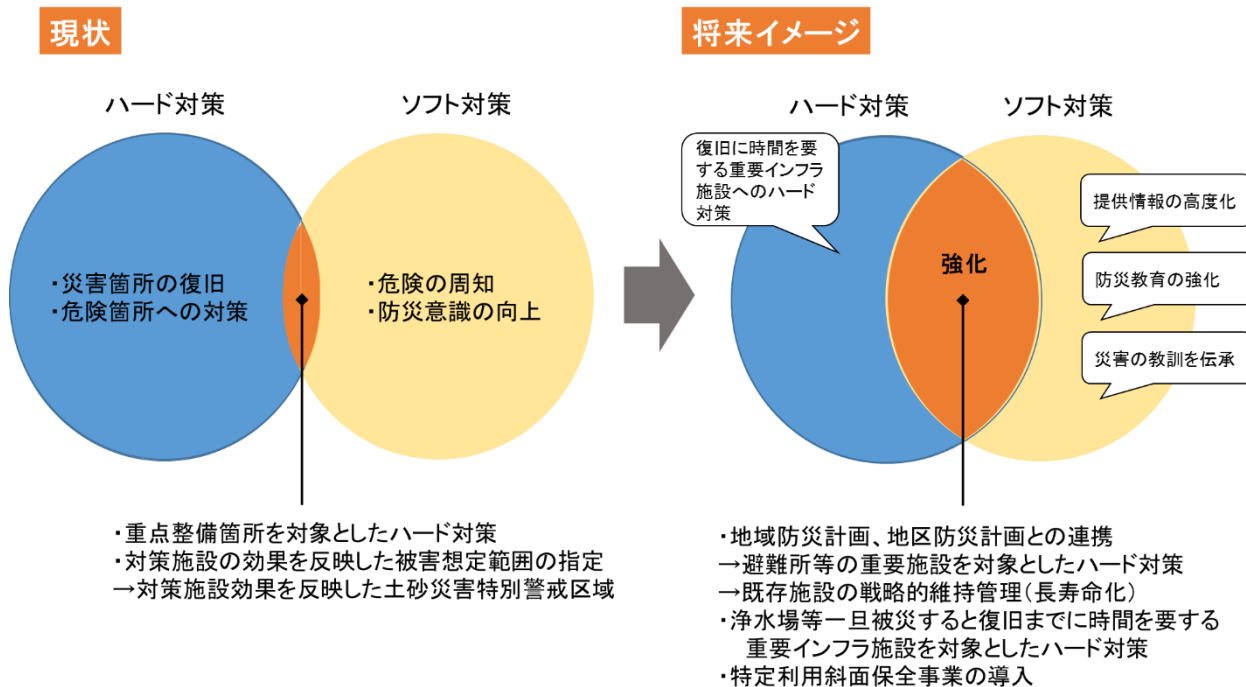 現状
ハード対策
ソフト対策
・災害箇所の復旧
・危険箇所への対策
・危険の周知
・防災意識の向上
・重点整備箇所を対象としたハード対策
・対策施設の効果を反映した被害想定範囲の指定
→対策施設効果を反映した土砂災害特別警戒区域
将来イメージ
ハード対策
ソフト対策
復旧に時間を要
する重要インフラ
施設へのハード
対策
強化
提供情報の高度化
防災教育の強化
災害の教訓を伝承
・地域防災計画、地区防災計画との連携
→避難所等の重要施設を対象としたハード対策
→既存施設の戦略的維持管理(長寿命化)
・浄水場等一旦被災すると復旧までに時間を要する
重要インフラ施設を対象としたハード対策
・特定利用斜面保全事業の導入